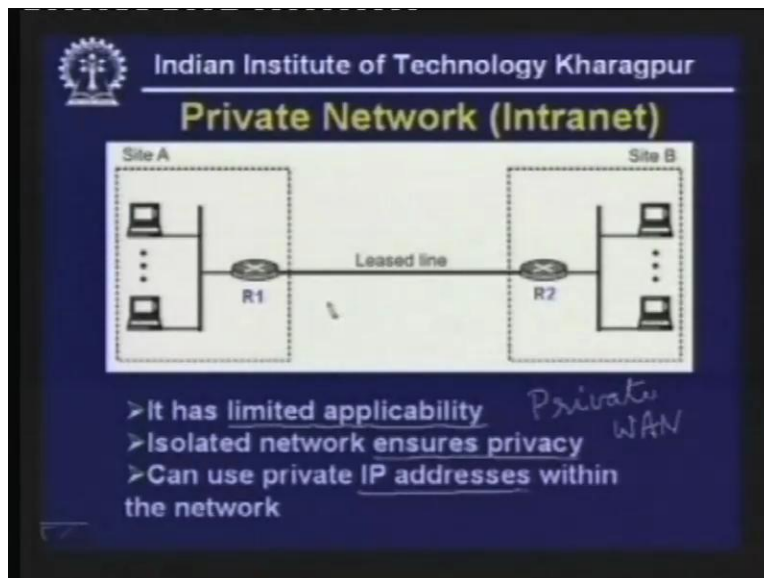 Indian Institute of Technology Kharagpur
Private Network (Intranet)
Site A
Site B
Leased line
R1
R2
➢It has limited applicability
Private
WAN
➢Isolated network ensures privacy
➢Can use private IP addresses within
the network